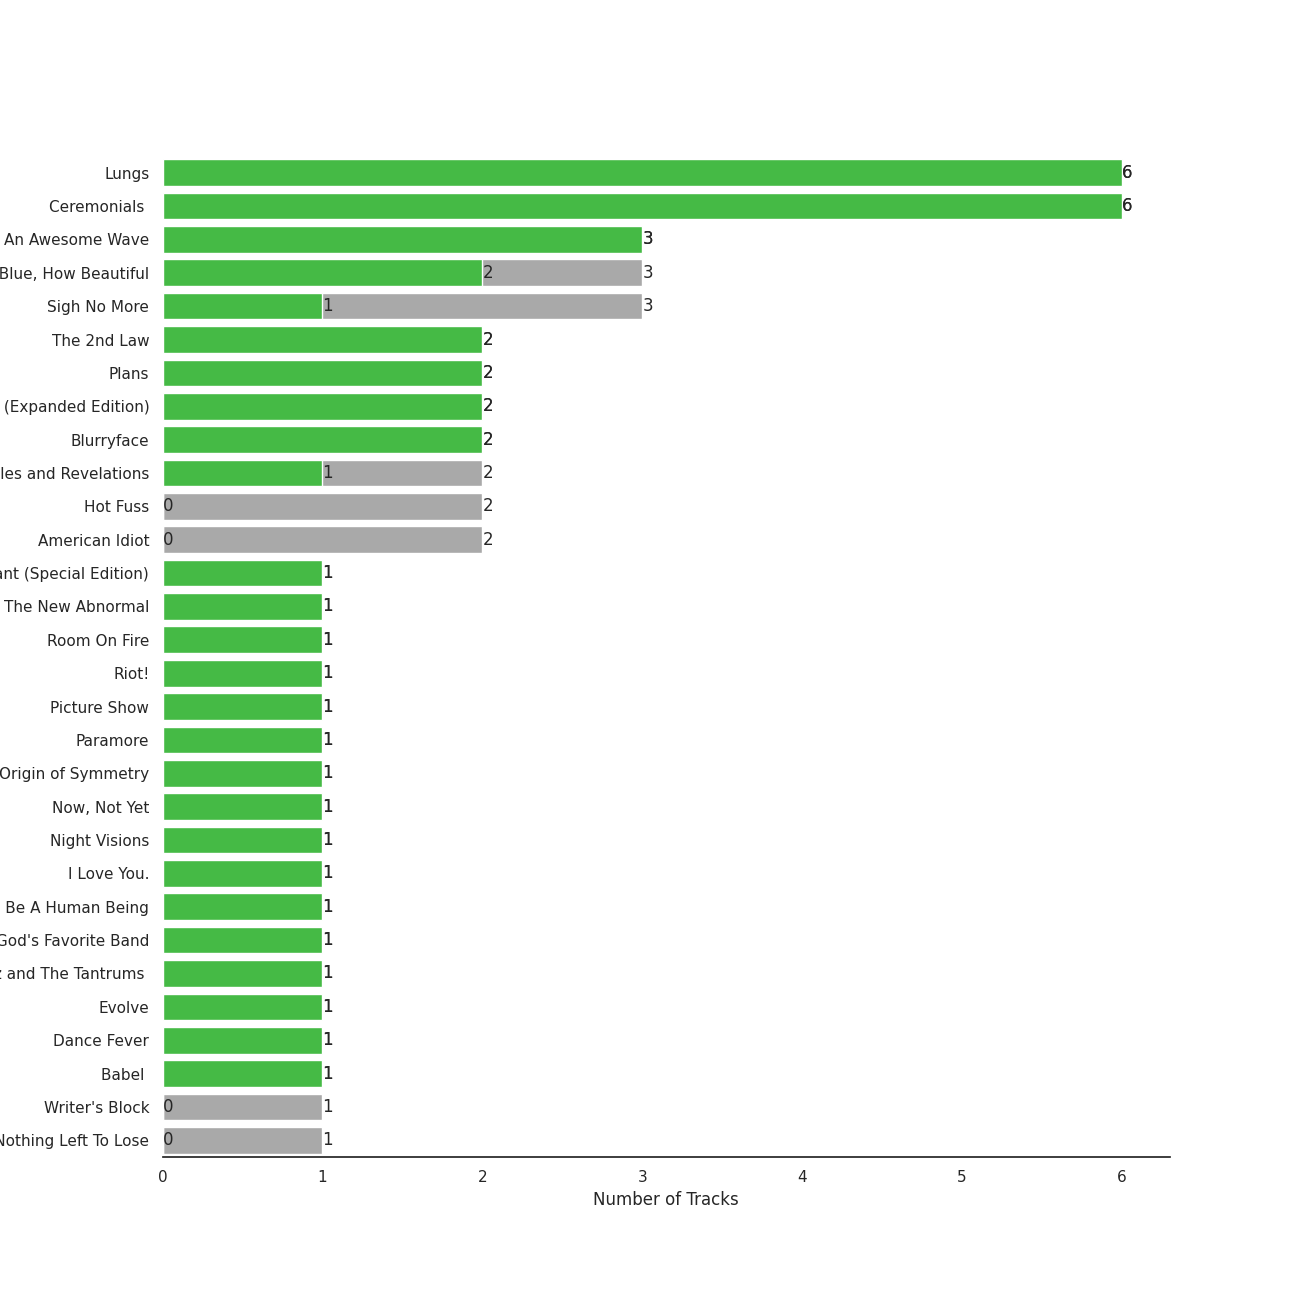 Lungs 6
Ceremonials 6
An Awesome Wave 3
Blue, How Beautiful 2 3
Sigh No More 1 3
The 2nd Law 2
Plans 2
(Expanded Edition) 2
Blurryface 2
and Revelations 1 2
Hot Fuss 0 2
American Idiot 0 2
(Special Edition) 1
The New Abnormal 1
Room On Fire 1
Riot! 1
Picture Show 1
Paramore 1
Origin of Symmetry 1
Now, Not Yet 1
Night Visions 1
I Love You. 1
Be A Human Being 1
God's Favorite Band 1
and The Tantrums 1
Evolve 1
Dance Fever 1
Babel 1
Writer's Block 0 1
Nothing Left To Lose 0 1
0 1 2 3 4 5 6
Number of Tracks